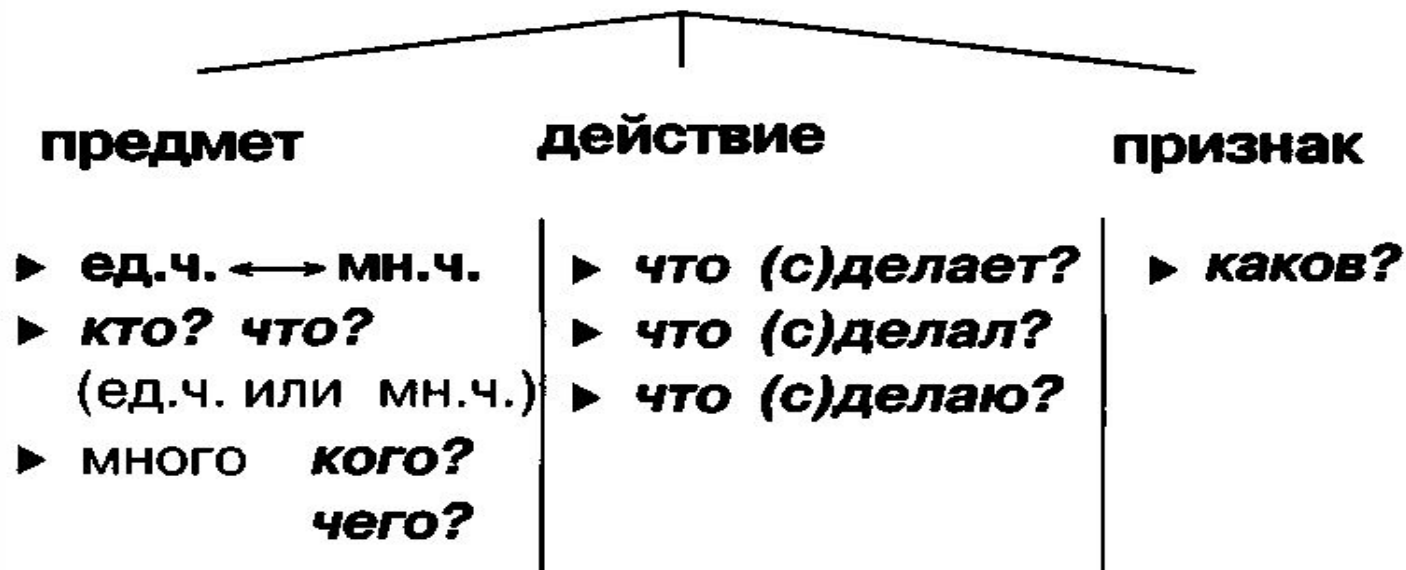 предмет
действие
признак
► ед.ч. ⟷ мн.ч.
► кто? что?
(ед.ч. или мн.ч.)
► много кого?
чего?
► что (с)делает?
► что (с)делал?
► что (с)делаю?
► каков?